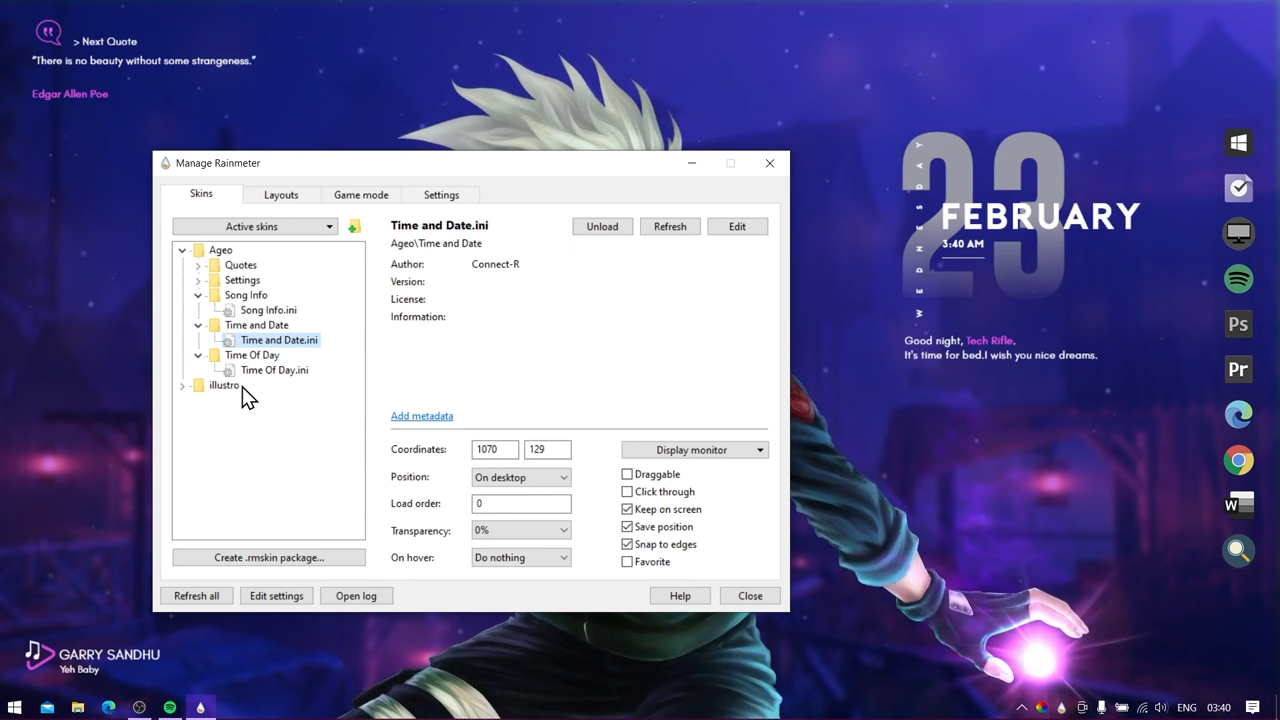 > Next Quote
"There is no beauty without some strangeness."
Edgar Allen Poe
Manage Rainmeter
Skins
Layouts
Game mode
Settings
Active skins
Ageo
Quotes
Settings
Song Info
Song Info.ini
Time and Date
Time and Date.ini
Time Of Day
Time Of Day.ini
illustro
Create .rmskin package...
Time and Date.ini
Unload
Refresh
Edit
Ageo\Time and Date
Author: Connect-R
Version:
License:
Information:
Add metadata
Coordinates: 1070 129
Position: On desktop
Load order: 0
Transparency: 0%
On hover: Do nothing
Display monitor
Draggable
Click through
Keep on screen
Save position
Snap to edges
Favorite
Refresh all
Edit settings
Open log
Help
Close
WEDNESDAY
23
FEBRUARY
3:40 AM
Good night, Tech Rifle.
It's time for bed.I wish you nice dreams.
Ps
Pr
W
GARRY SANDHU
Yeh Baby
ENG
03:40